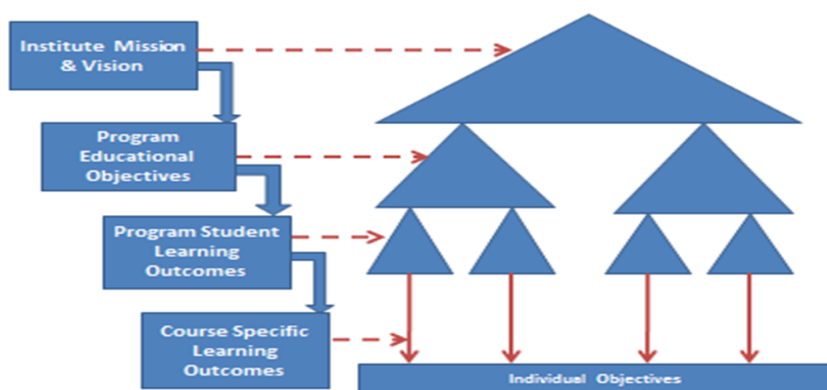 Institute Mission
& Vision
Program
Educational
Objectives
Program Student
Learning
Outcomes
Course Specific
Learning
Outcomes
Individual Objectives